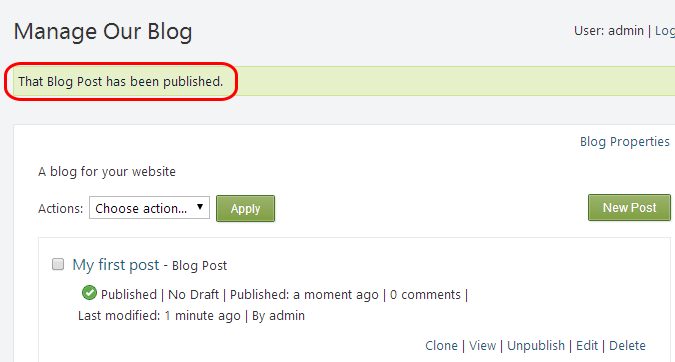 Manage Our Blog
User: admin | Log
That Blog Post has been published.
Blog Properties
A blog for your website
Actions: Choose action... Apply
New Post
My first post - Blog Post
Published | No Draft | Published: a moment ago | 0 comments |
Last modified: 1 minute ago | By admin
Clone | View | Unpublish | Edit | Delete